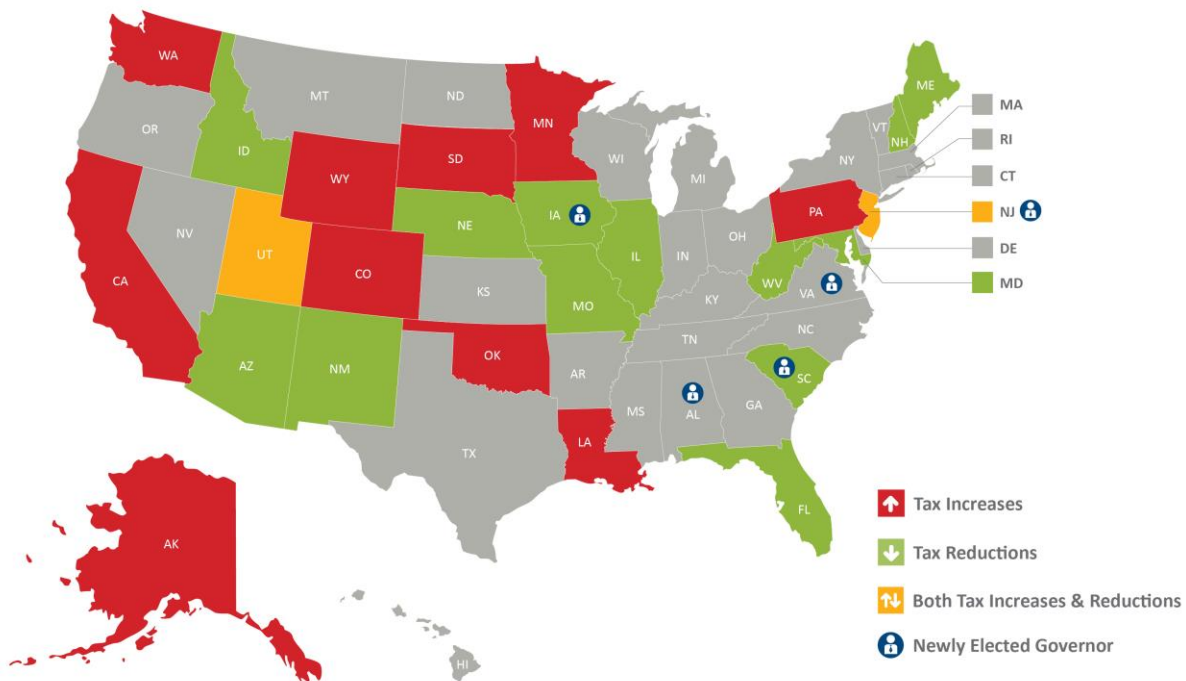 WA
ME
MT
ND
MN
MA
OR
VT
NH
ID
SD
WI
NY
RI
WY
MI
CT
IA
PA
NJ
NE
NV
OH
DE
UT
IL
IN
CA
CO
WV
MD
KS
MO
VA
KY
NC
TN
OK
AZ
NM
AR
SC
MS
AL
GA
LA
TX
FL
AK
HI
Tax Increases
Tax Reductions
Both Tax Increases & Reductions
Newly Elected Governor